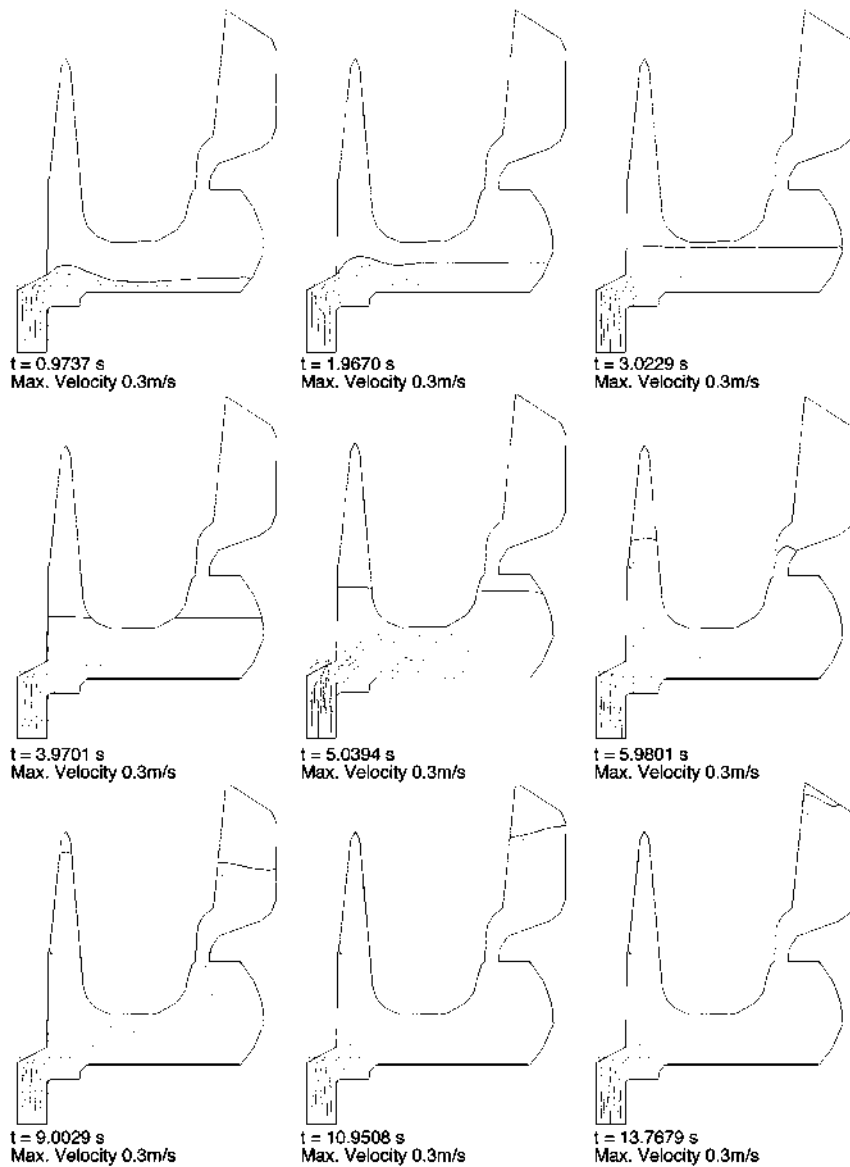 t = 0.9737 s
Max. Velocity 0.3m/s
t = 1.9670 s
Max. Velocity 0.3m/s
t = 3.0229 s
Max. Velocity 0.3m/s
t = 3.9701 s
Max. Velocity 0.3m/s
t = 5.0394 s
Max. Velocity 0.3m/s
t = 5.9801 s
Max. Velocity 0.3m/s
t = 9.0029 s
Max. Velocity 0.3m/s
t = 10.9508 s
Max. Velocity 0.3m/s
t = 13.7679 s
Max. Velocity 0.3m/s